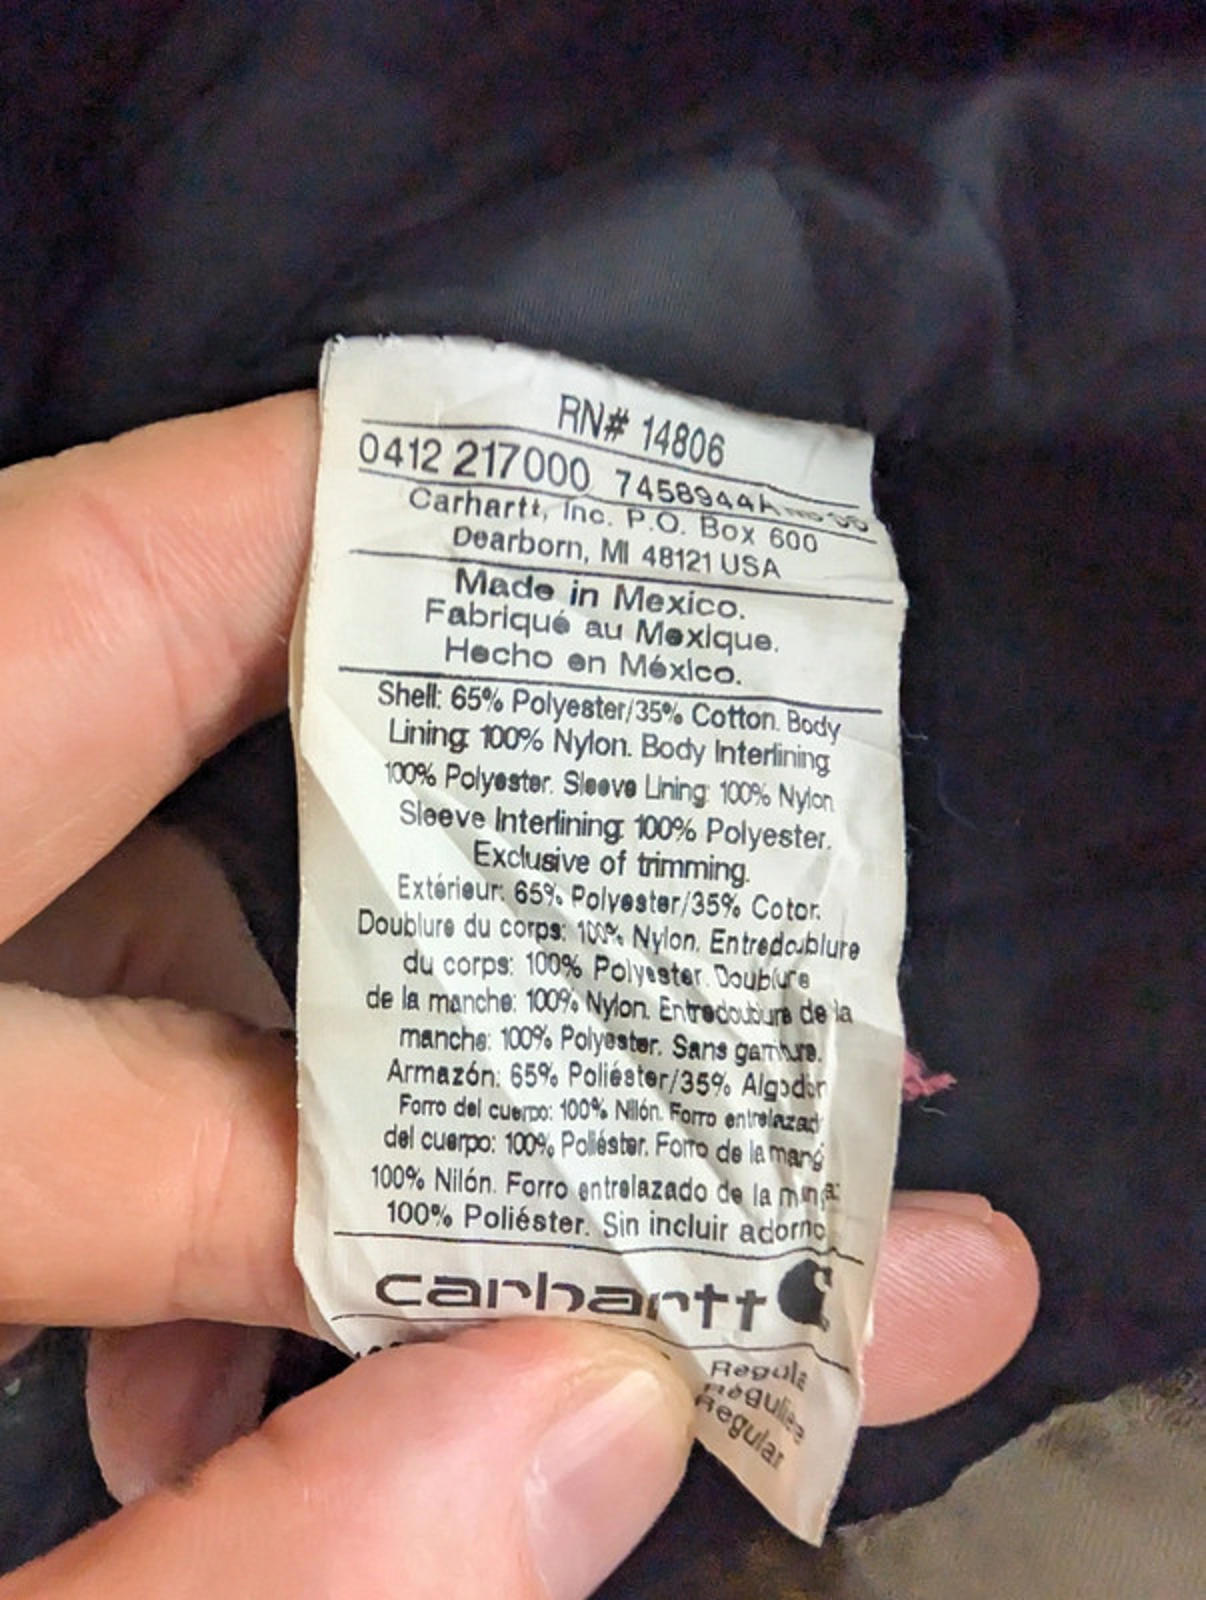 RN# 14806
0412 217000 7458944A
Carhartt, Inc. P.O. Box 600
Dearborn, MI 48121 USA
Made in Mexico.
Fabriqué au Mexique.
Hecho en México.
Shell: 65% Polyester/35% Cotton. Body
Lining: 100% Nylon. Body Interlining
100% Polyester. Sleeve Lining: 100% Nylon
Sleeve Interlining: 100% Polyester.
Exclusive of trimming.
Extérieur: 65% Polyester/35% Coton.
Doublure du corps: 100% Nylon. Entredoublure
du corps: 100% Polyester. Doublure
de la manche: 100% Nylon. Entredoublure de la
manche: 100% Polyester. Sans garniture.
Armazón: 65% Poliéster/35% Algodón
Forro del cuerpo: 100% Nilón. Forro entrelazad
del cuerpo: 100% Poliéster. Forro de la mang
100% Nilón. Forro entrelazado de la manga:
100% Poliéster. Sin incluir adorno
carhartt
Regula
Régulière
Regular